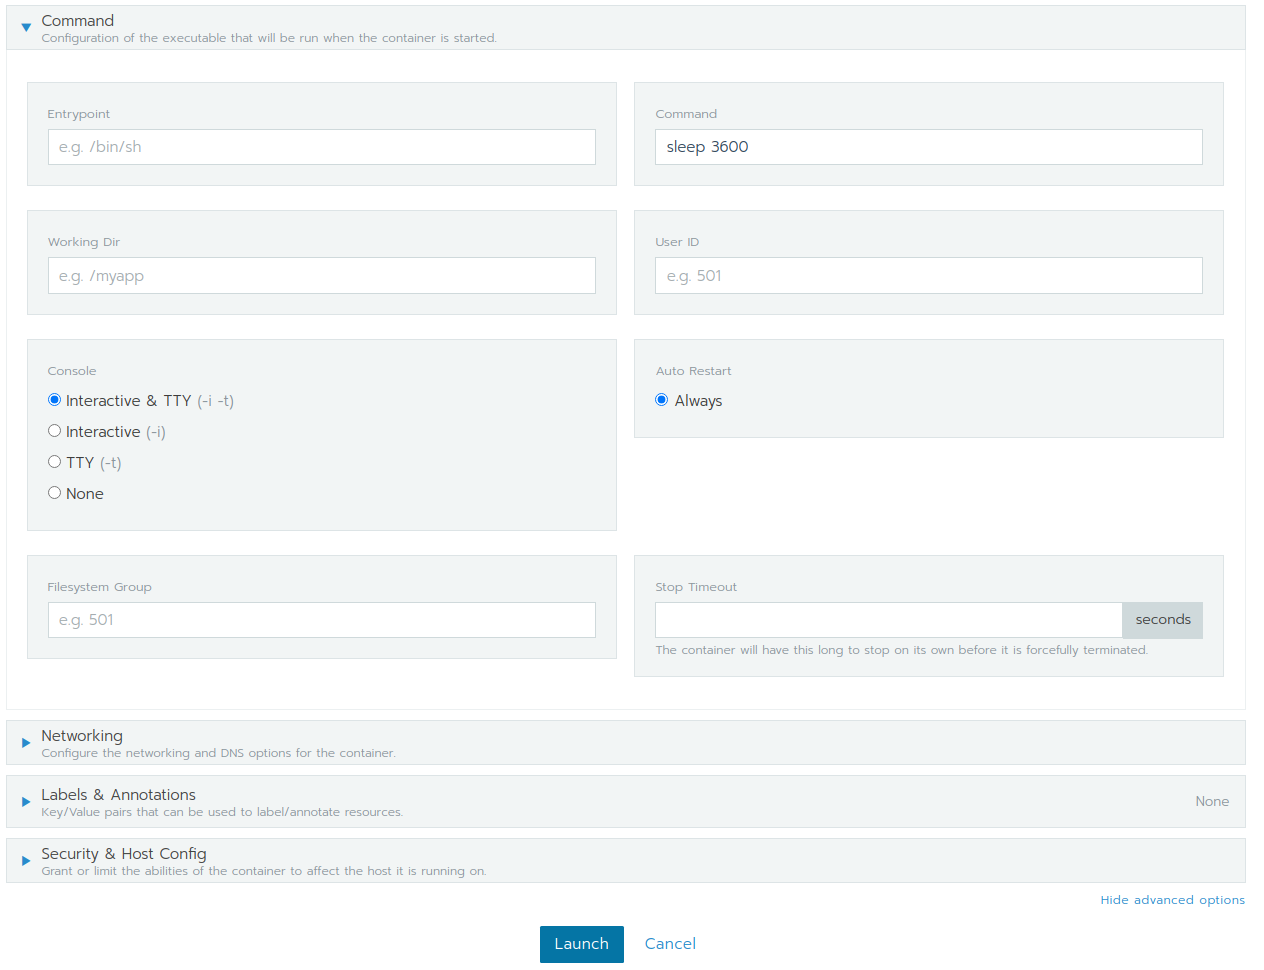 Command
Configuration of the executable that will be run when the container is started.
Entrypoint
e.g. /bin/sh
Command
sleep 3600
Working Dir
e.g. /myapp
User ID
e.g. 501
Console
Interactive & TTY (-i -t)
Interactive (-i)
TTY (-t)
None
Auto Restart
Always
Filesystem Group
e.g. 501
Stop Timeout
seconds
The container will have this long to stop on its own before it is forcefully terminated.
Networking
Configure the networking and DNS options for the container.
Labels & Annotations
Key/Value pairs that can be used to label/annotate resources.
None
Security & Host Config
Grant or limit the abilities of the container to affect the host it is running on.
Hide advanced options
Launch
Cancel